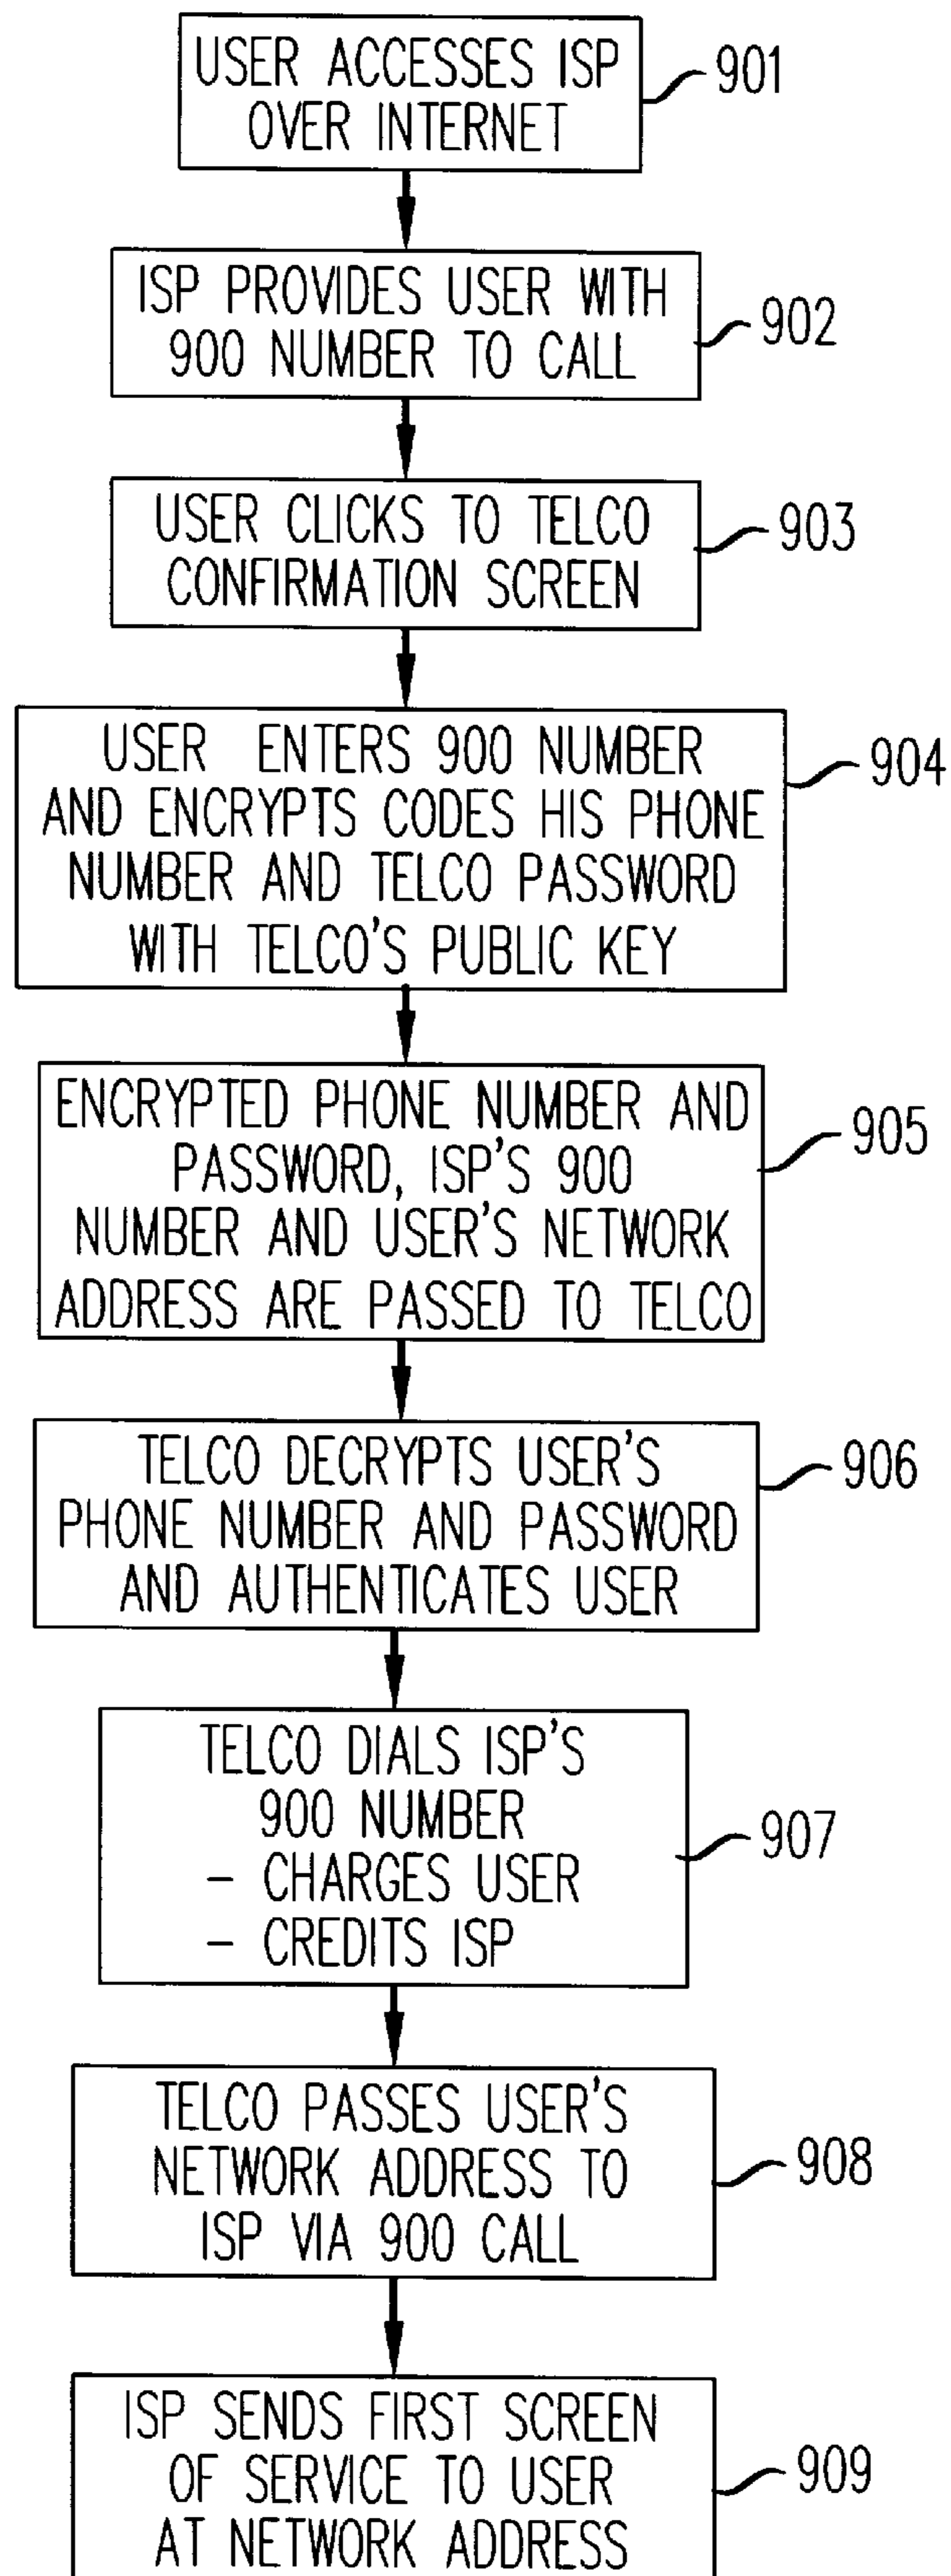 USER ACCESSES ISP
OVER INTERNET
901
ISP PROVIDES USER WITH
900 NUMBER TO CALL
902
USER CLICKS TO TELCO
CONFIRMATION SCREEN
903
USER ENTERS 900 NUMBER
AND ENCRYPTS CODES HIS PHONE
NUMBER AND TELCO PASSWORD
WITH TELCO'S PUBLIC KEY
904
ENCRYPTED PHONE NUMBER AND
PASSWORD, ISP'S 900
NUMBER AND USER'S NETWORK
ADDRESS ARE PASSED TO TELCO
905
TELCO DECRYPTS USER'S
PHONE NUMBER AND PASSWORD
AND AUTHENTICATES USER
906
TELCO DIALS ISP'S
900 NUMBER
- CHARGES USER
- CREDITS ISP
907
TELCO PASSES USER'S
NETWORK ADDRESS TO
ISP VIA 900 CALL
908
ISP SENDS FIRST SCREEN
OF SERVICE TO USER
AT NETWORK ADDRESS
909